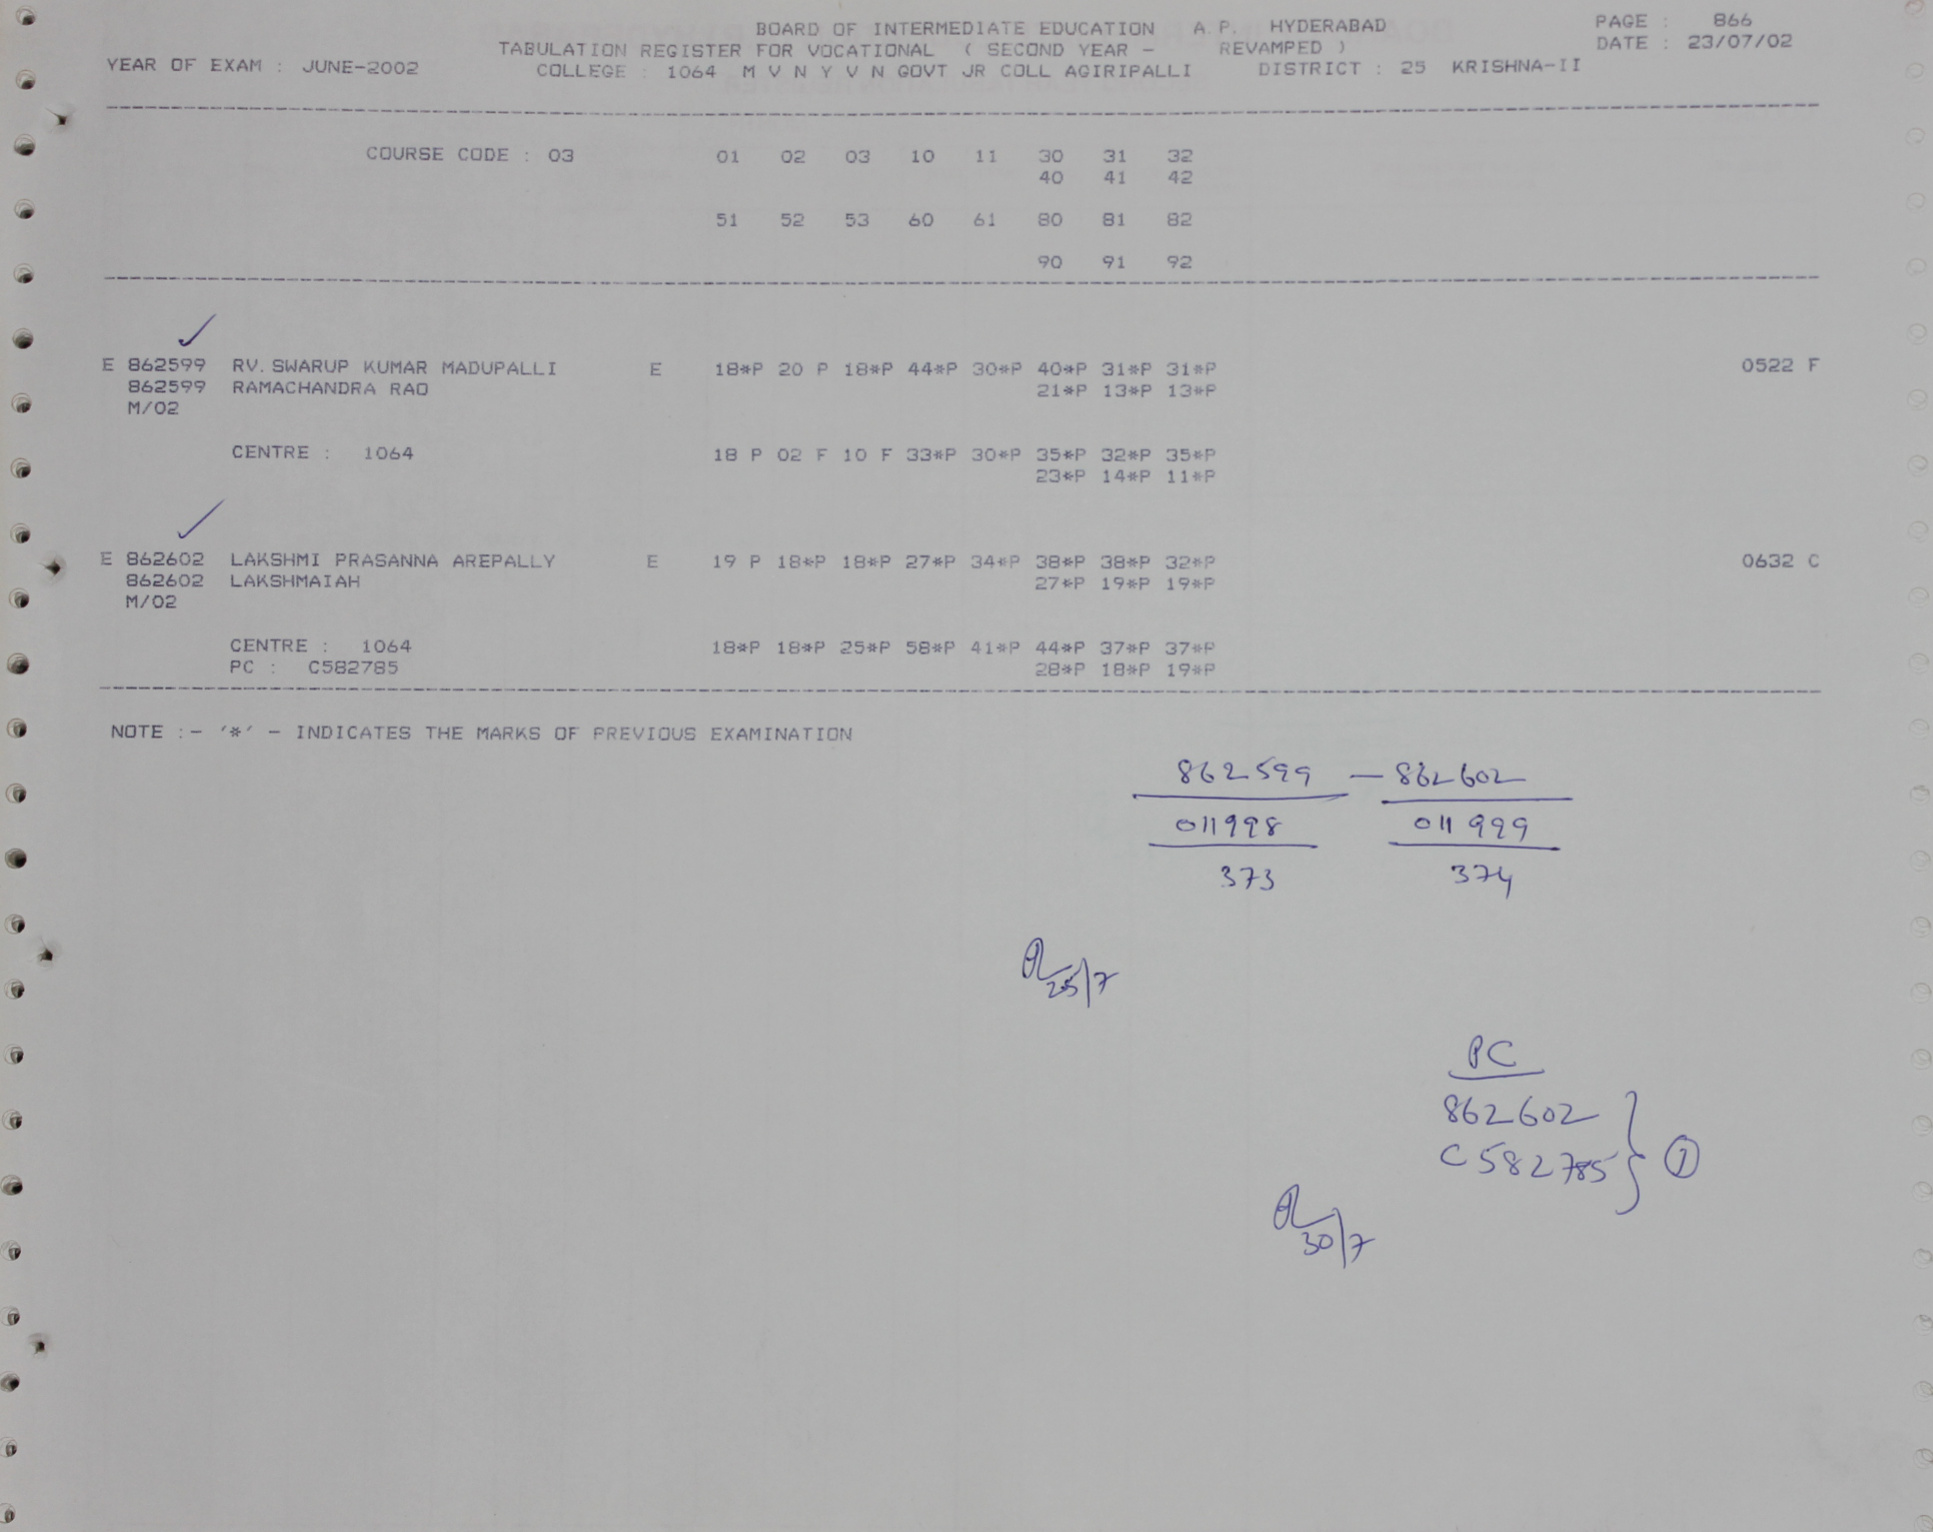 BOARD OF INTERMEDIATE EDUCATION A.P. HYDERABAD PAGE : 866
TABULATION REGISTER FOR VOCATIONAL ( SECOND YEAR - REVAMPED ) DATE : 23/07/02
YEAR OF EXAM : JUNE-2002 COLLEGE : 1064 M V N Y V N GOVT JR COLL AGIRIPALLI DISTRICT : 25 KRISHNA-II
COURSE CODE : 03 01 02 03 10 11 30 31 32
40 41 42
51 52 53 60 61 80 81 82
90 91 92
E 862599 RV.SWARUP KUMAR MADUPALLI E 18*P 20 P 18*P 44*P 30*P 40*P 31*P 31*P 0522 F
862599 RAMACHANDRA RAO 21*P 13*P 13*P
M/02
CENTRE : 1064 18 P 02 F 10 F 33*P 30*P 35*P 32*P 35*P
23*P 14*P 11*P
E 862602 LAKSHMI PRASANNA AREPALLY E 19 P 18*P 18*P 27*P 34*P 38*P 38*P 32*P 0632 C
862602 LAKSHMAIAH 27*P 19*P 19*P
M/02
CENTRE : 1064 18*P 18*P 25*P 58*P 41*P 44*P 37*P 37*P
PC : C582785 28*P 18*P 19*P
NOTE :- '*' - INDICATES THE MARKS OF PREVIOUS EXAMINATION
862599 - 862602
011998 011999
373 374
25/7
PC
862602
C582785 } 1
30/7